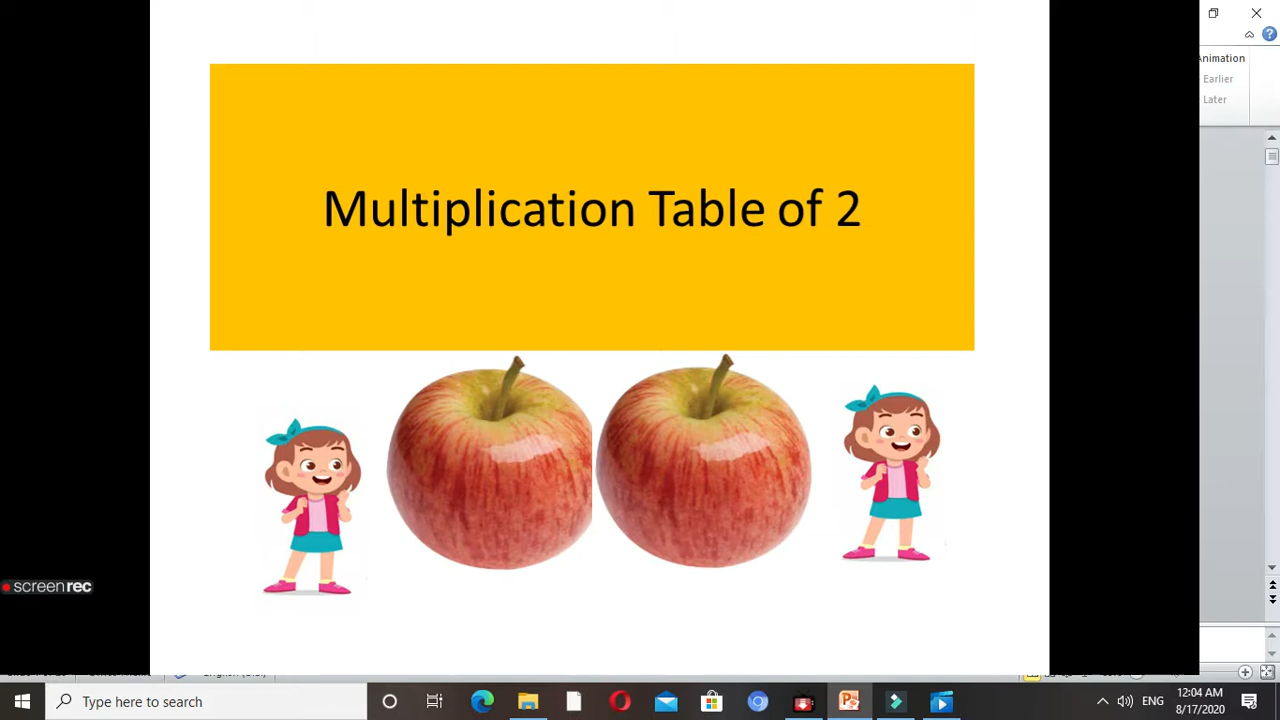 Animation
Earlier
Later
Multiplication Table of 2
screenrec
Type here to search
ENG
12:04 AM
8/17/2020